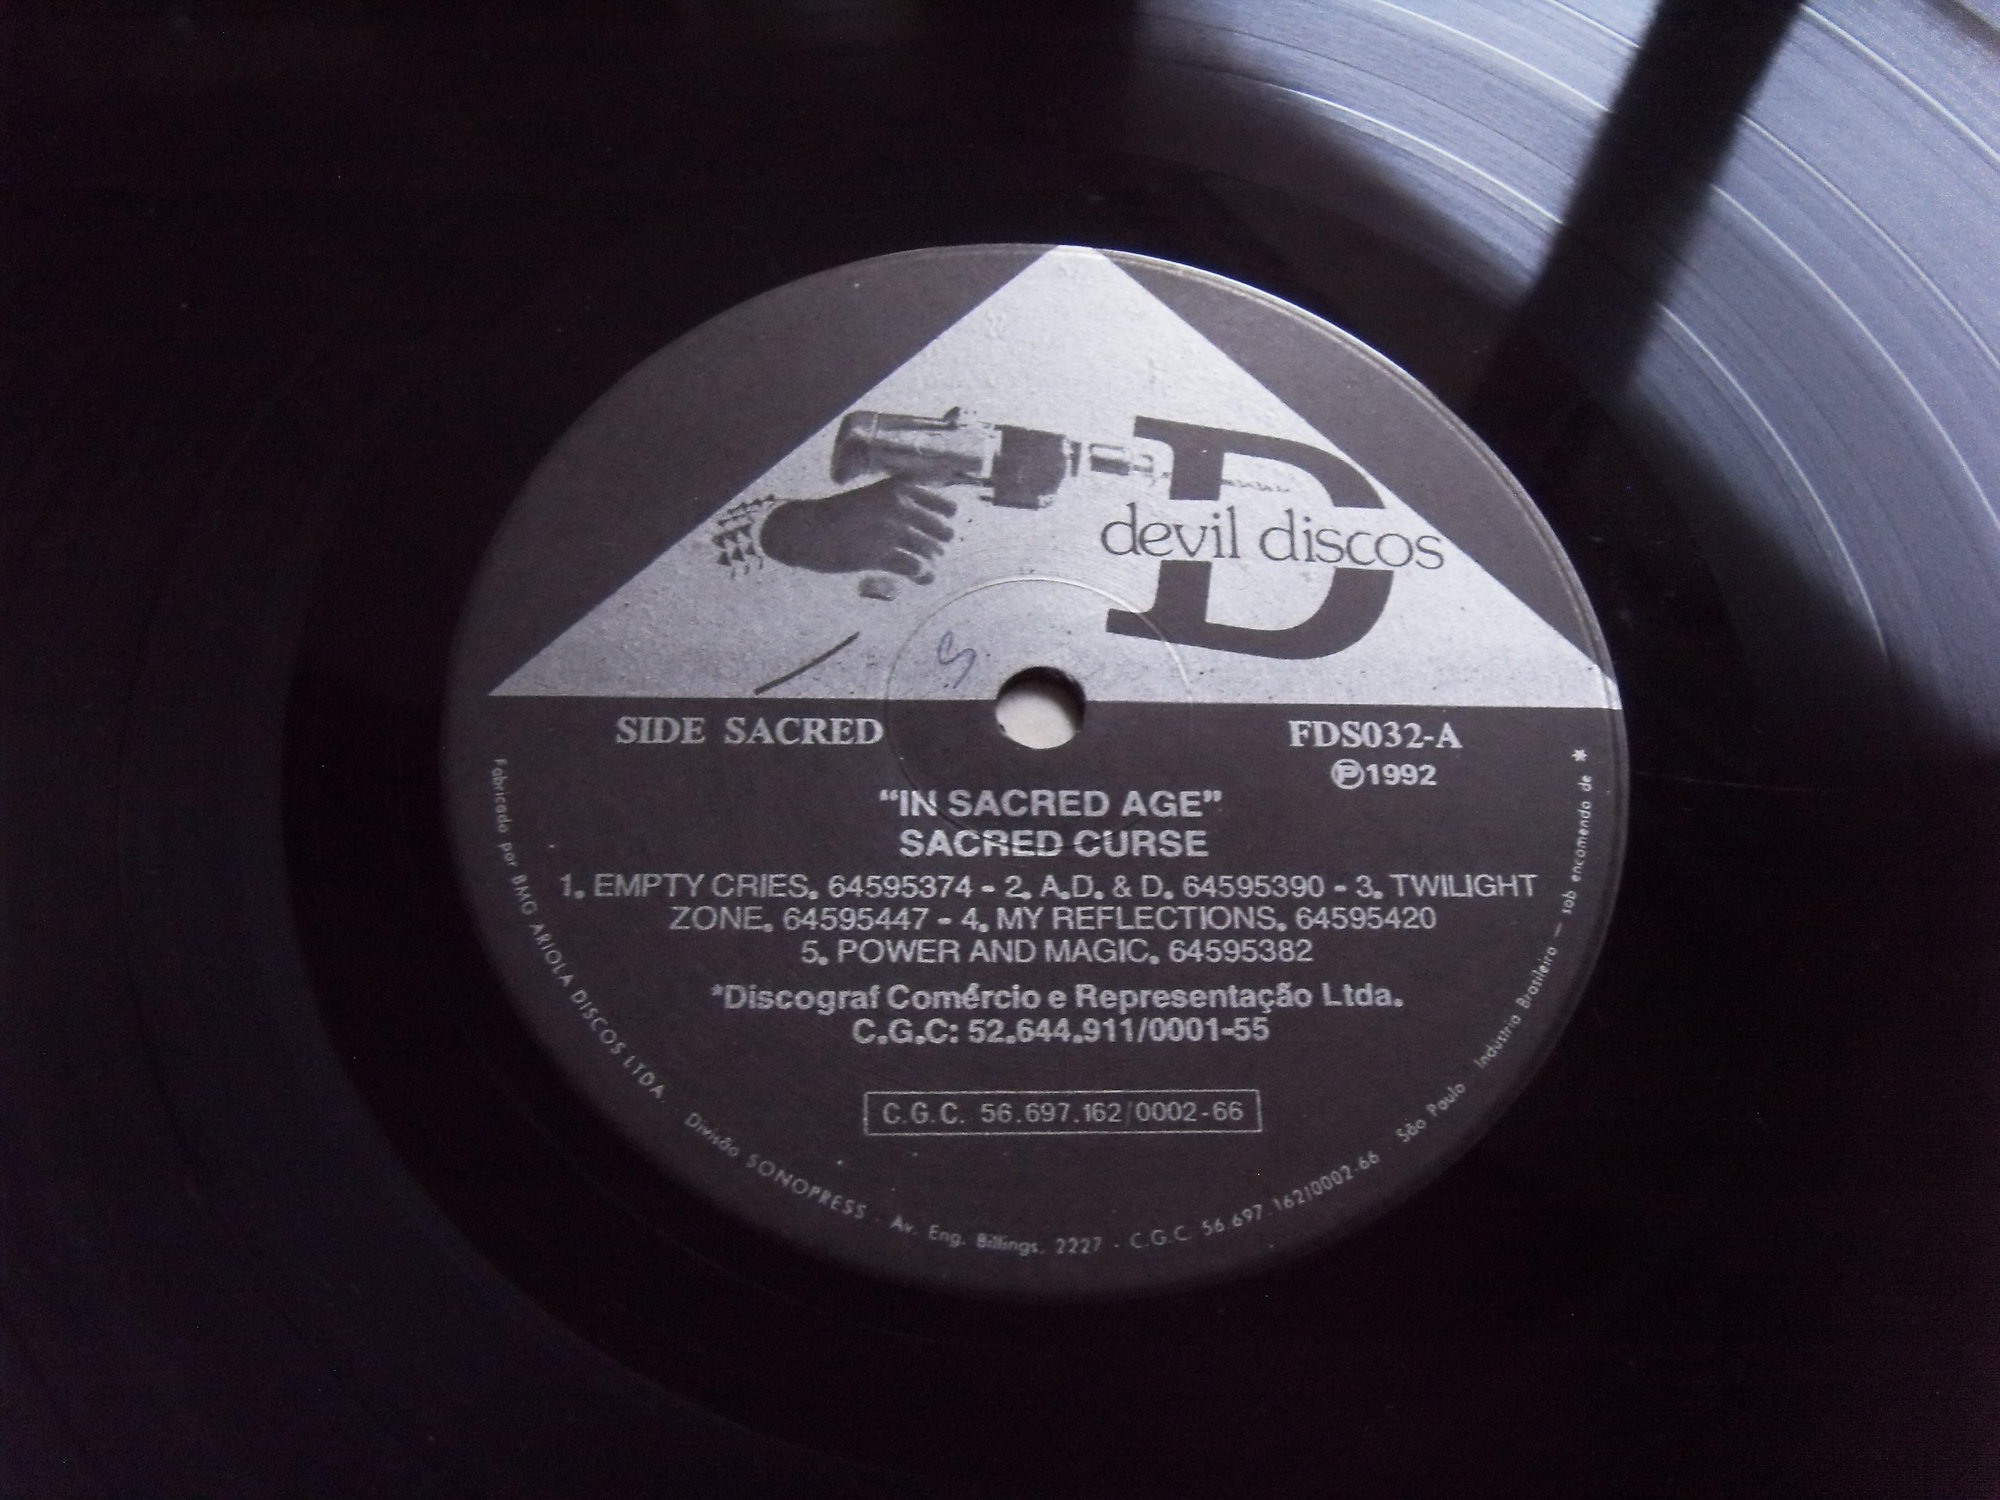 D
devil discos
SIDE SACRED
FDS032-A
Ⓟ1992
"IN SACRED AGE"
SACRED CURSE
1. EMPTY CRIES. 64595374 - 2. A.D. & D. 64595390 - 3. TWILIGHT
ZONE. 64595447 - 4. MY REFLECTIONS. 64595420
5. POWER AND MAGIC. 64595382
*Discograf Comércio e Representação Ltda.
C.G.C: 52.644.911/0001-55
C.G.C. 56.697.162/0002-66
Fabricado por BMG ARIOLA DISCOS LTDA. Divisão SONOPRESS - Av. Eng. Billings, 2227 - C.G.C. 56.697.162/0002-66 - São Paulo - Industria Brasileira — sob encomenda de *